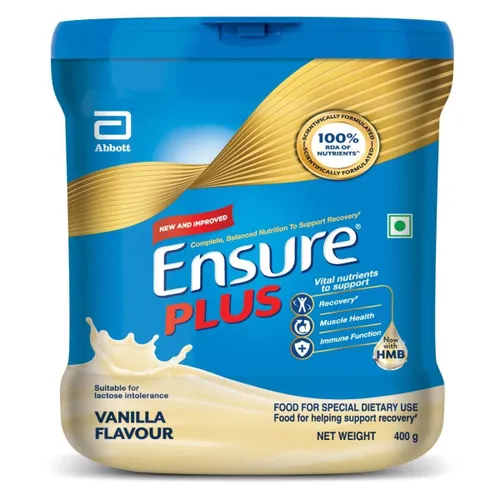 Abbott
SCIENTIFICALLY FORMULATED
100%
RDA OF
NUTRIENTS^
SCIENTIFICALLY FORMULATED
NEW AND IMPROVED
Complete, Balanced Nutrition To Support Recovery#
Ensure®
PLUS
Vital nutrients
to support
Recovery#
Muscle Health
Immune Function
Now
with
HMB
Suitable for
lactose intolerance
VANILLA
FLAVOUR
FOOD FOR SPECIAL DIETARY USE
Food for helping support recovery#
NET WEIGHT 400 g